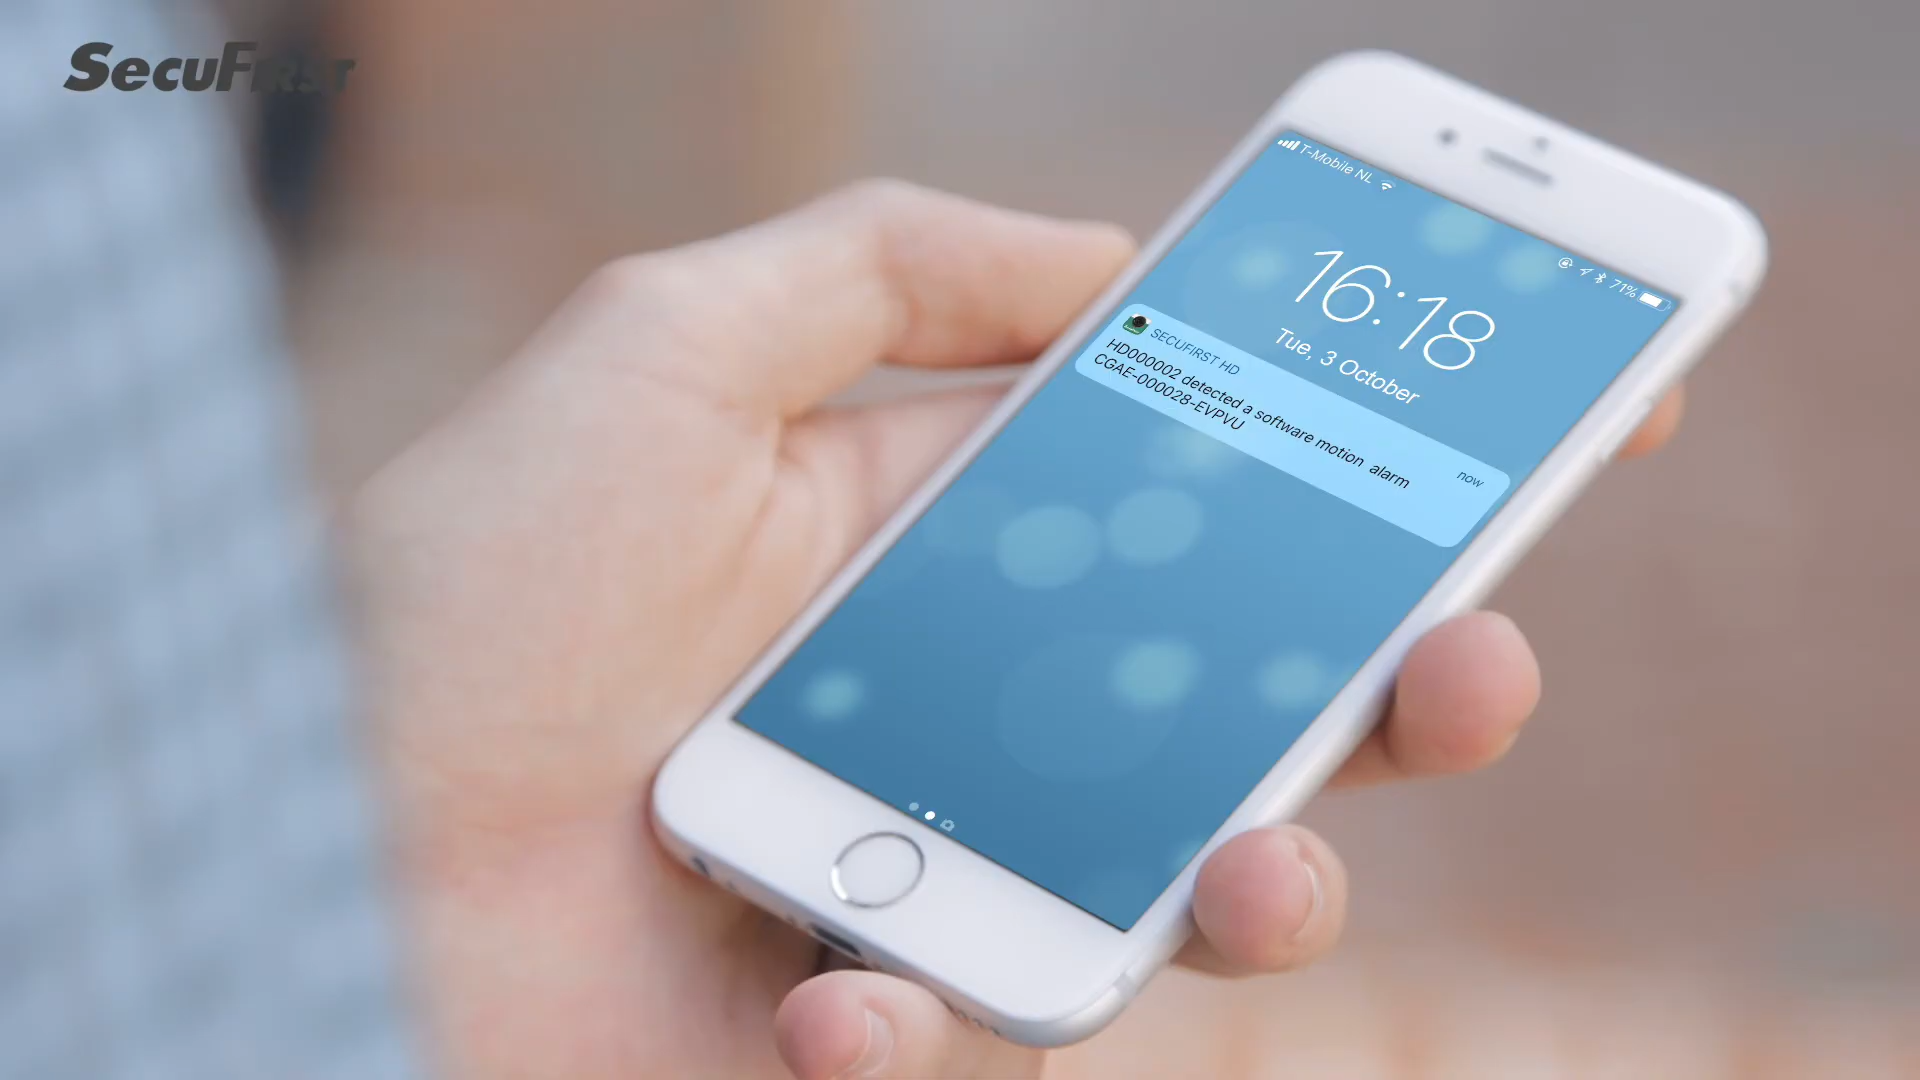 SecuFirst
T-Mobile NL
71%
16:18
Tue, 3 October
SECUFIRST HD
now
HD000002 detected a software motion  alarm
CGAE-000028-EVPVU